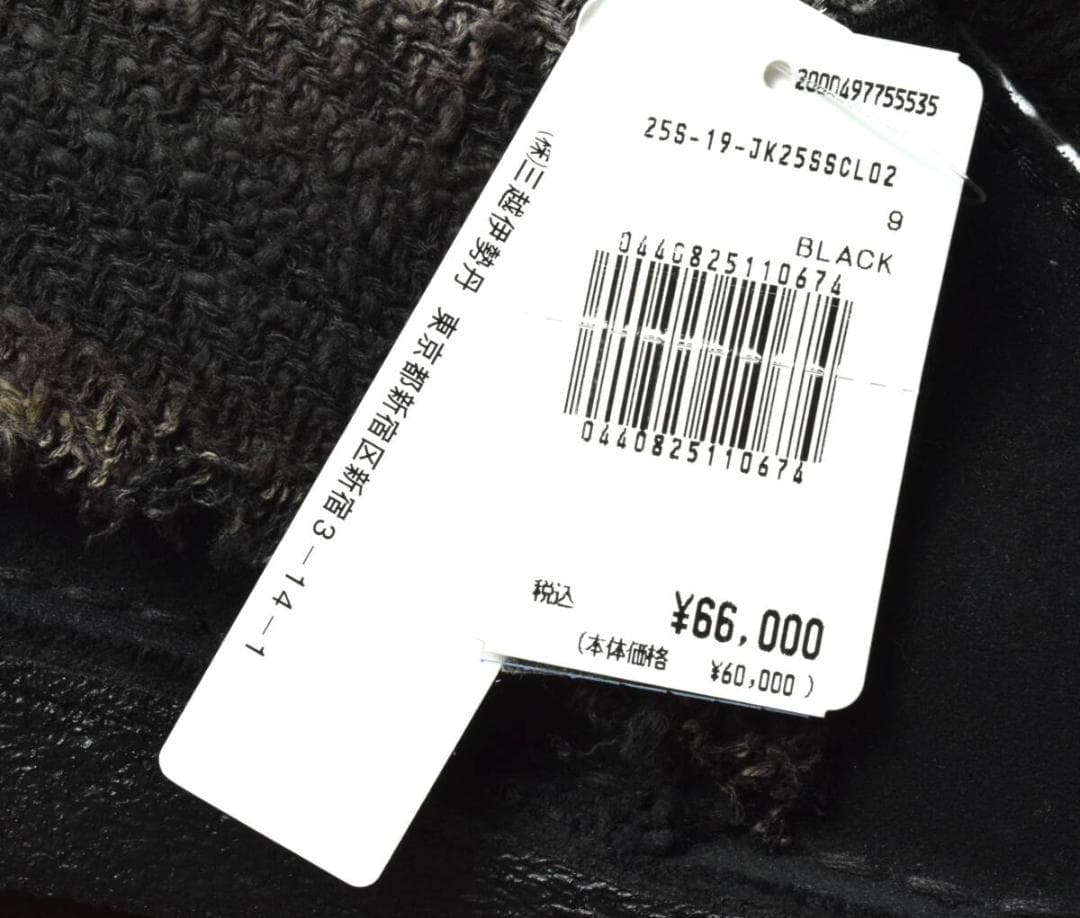 2000497755535
25S-19-JK25SSCL02
9
BLACK
0440825110674
0440825110674
税込 ¥66,000
(本体価格 ¥60,000 )
(株)三越伊勢丹 東京都新宿区新宿3-14-1